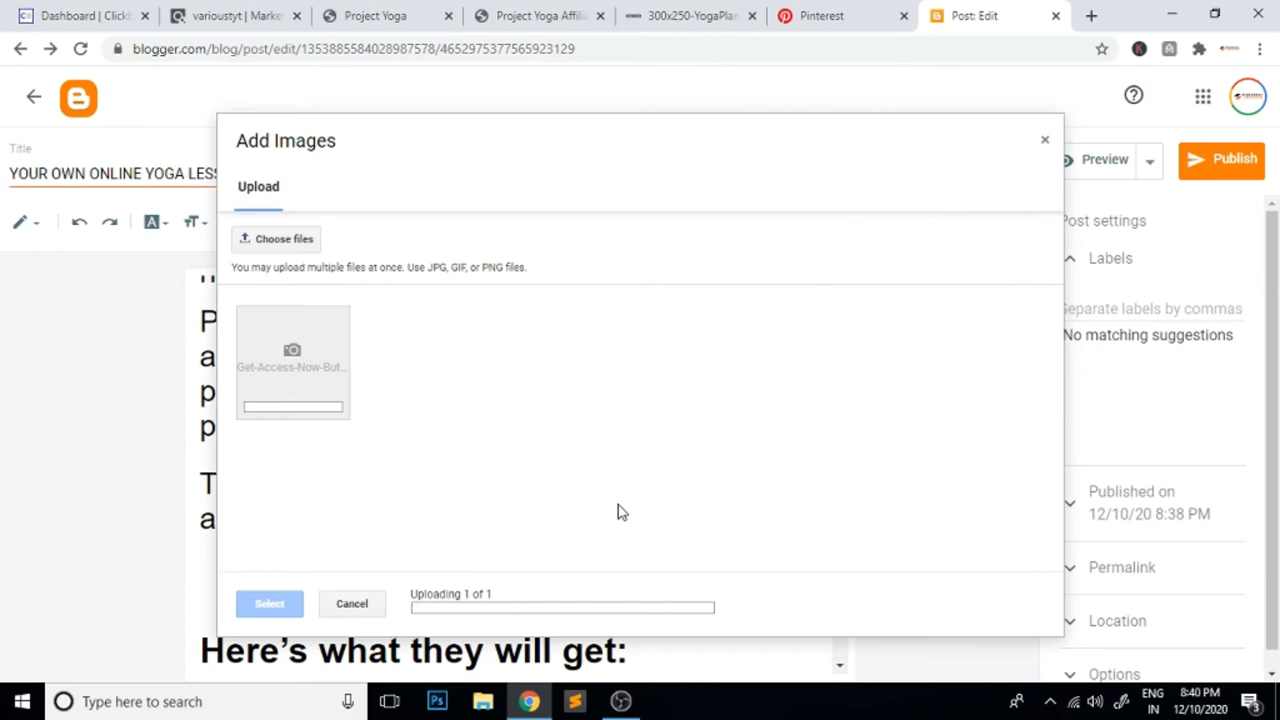 Dashboard | Clickb
varioustyt | Market
Project Yoga
Project Yoga Affilia
300x250-YogaPlan
Pinterest
Post: Edit
blogger.com/blog/post/edit/1353885584028987578/4652975377565923129
K
Add Images
Title
YOUR OWN ONLINE YOGA LESS
Preview
Publish
Upload
Post settings
Choose files
Labels
You may upload multiple files at once. Use JPG, GIF, or PNG files.
Separate labels by commas
P
No matching suggestions
a
Get-Access-Now-But...
p
p
T
Published on
a
12/10/20 8:38 PM
Permalink
Uploading 1 of 1
Select
Cancel
Location
Here’s what they will get:
Options
Type here to search
Ps
ENG
IN
8:40 PM
12/10/2020
3